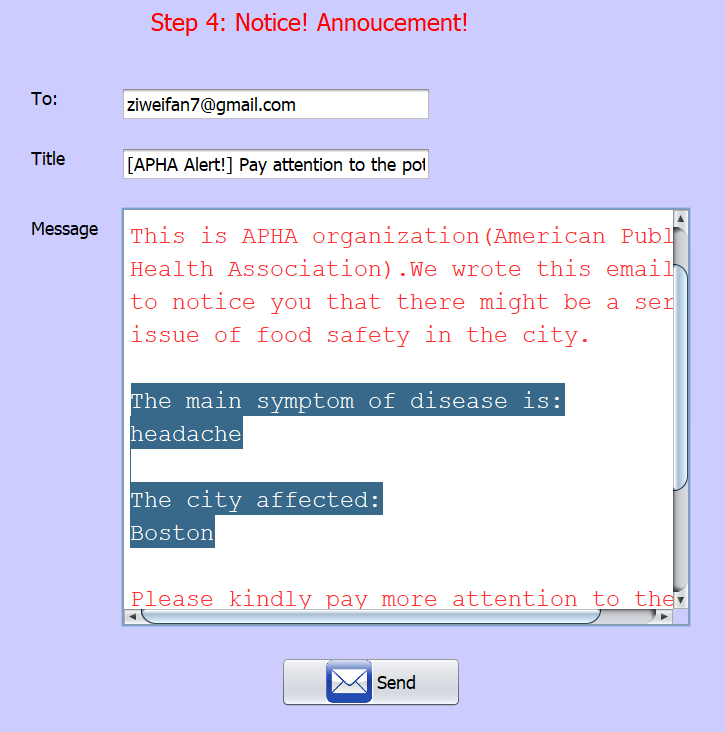 Step 4: Notice! Annoucement!
To:
ziweifan7@gmail.com
Title
[APHA Alert!] Pay attention to the
Message
This is APHA organization(American
Health Association).We wrote this email
to notice you that there might be a
issue of food safety in the city.
The main symptom of disease is:
headache
The city affected:
Boston
Please kindly pay more attention to the
Send